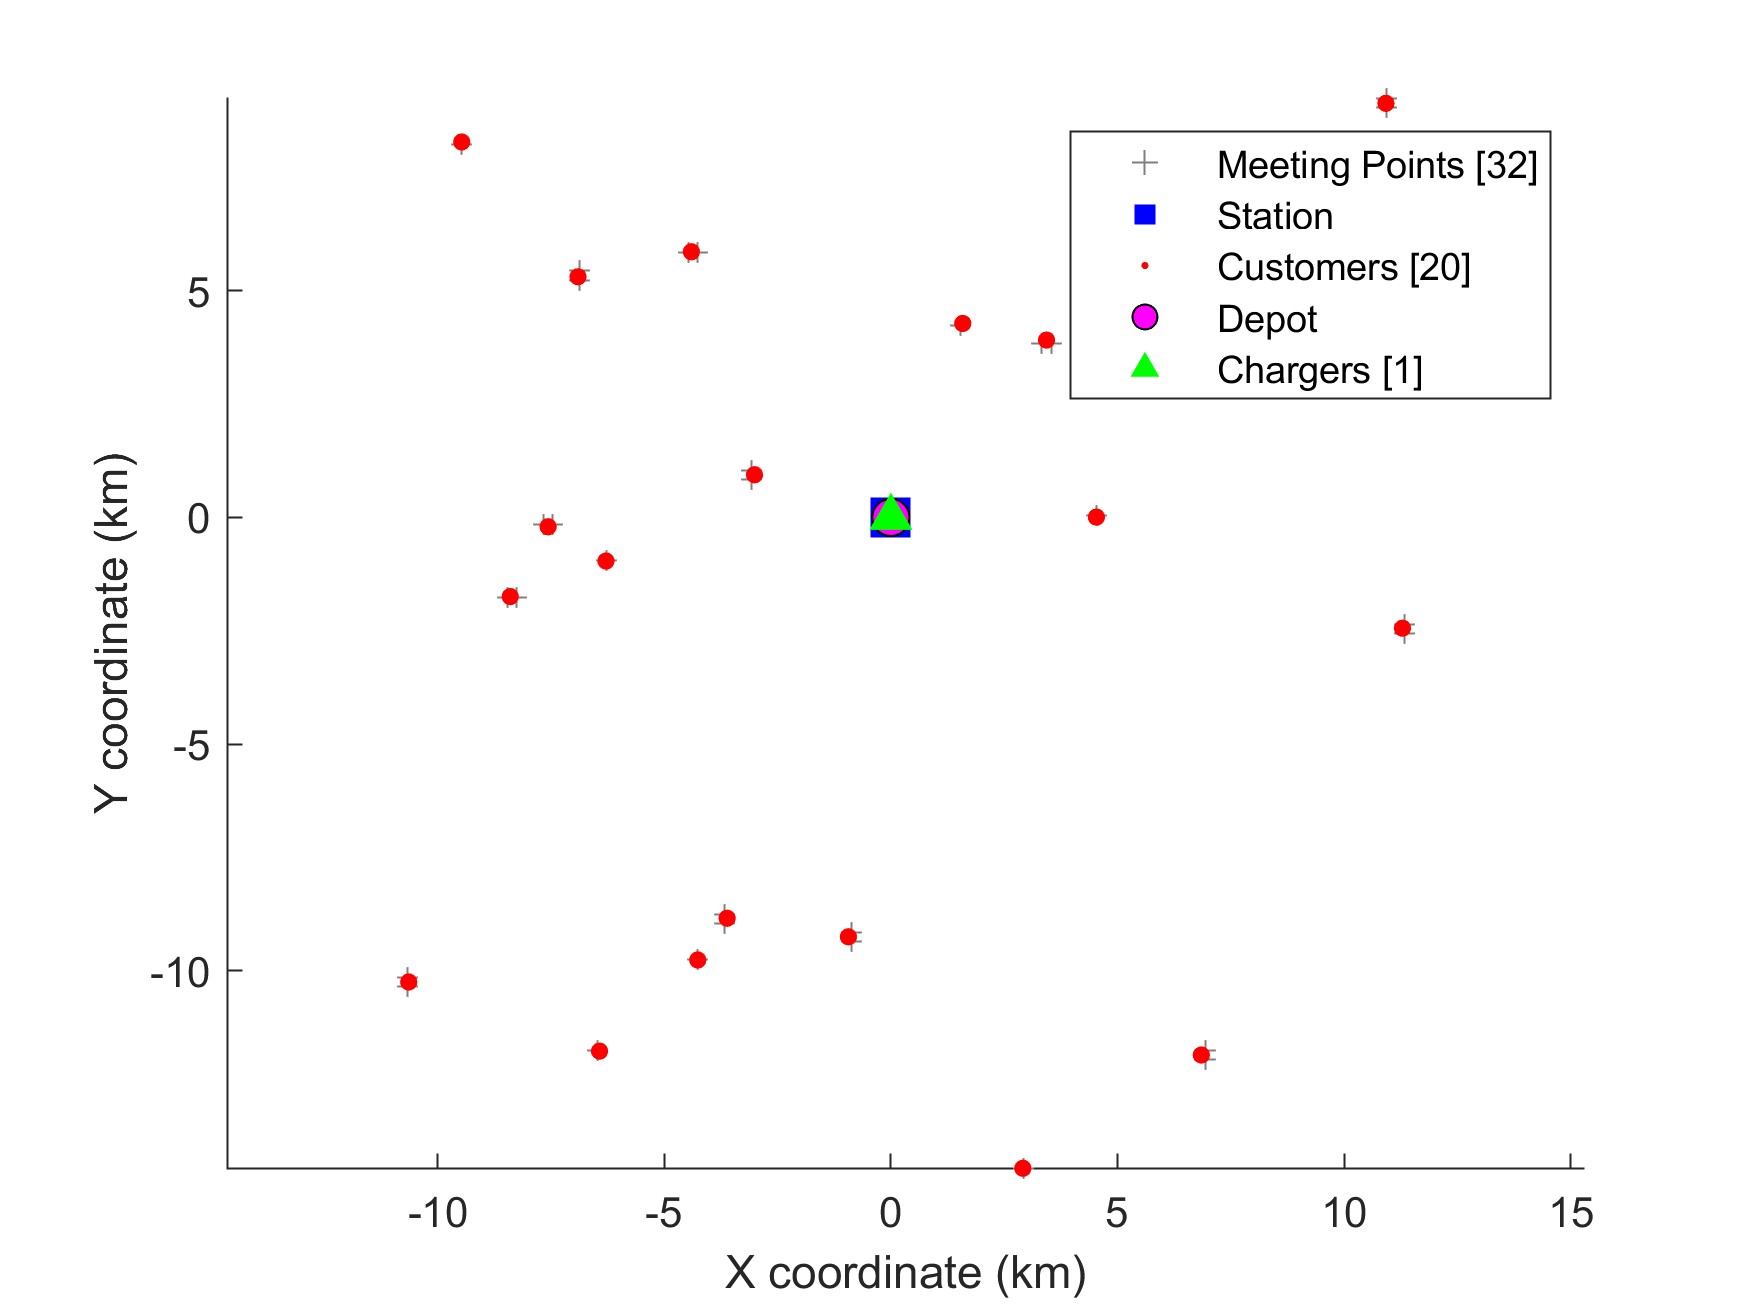 Meeting Points [32]
Station
Customers [20]
Depot
Chargers [1]
5
0
-5
-10
Y coordinate (km)
-10 -5 0 5 10 15
X coordinate (km)